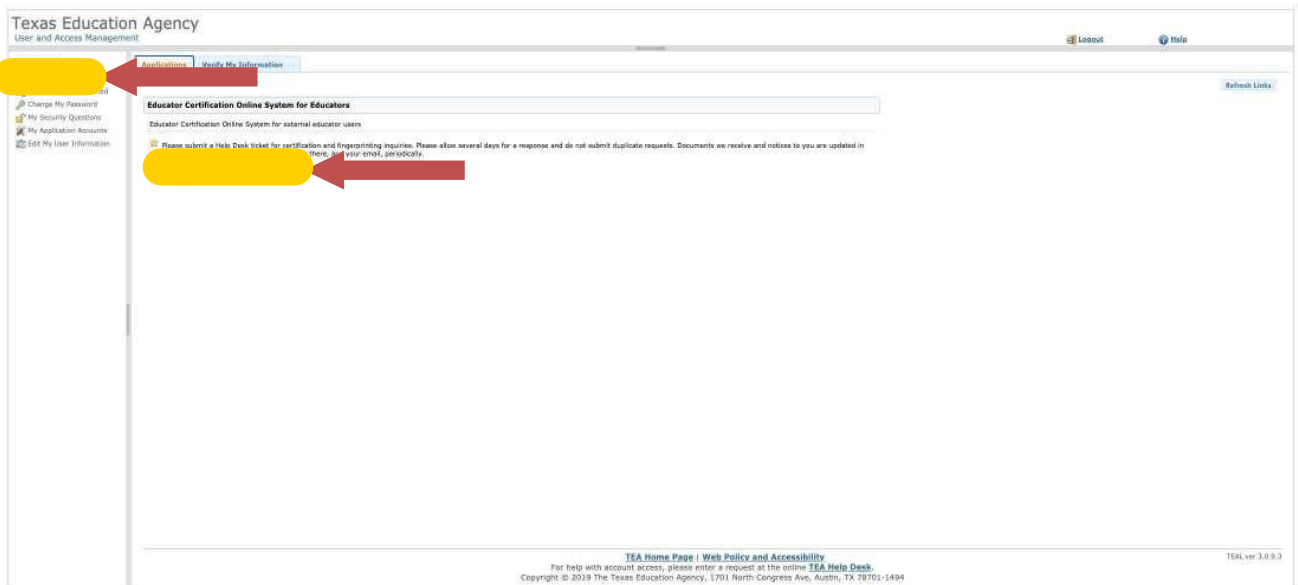 Texas Education Agency
User and Access Management
Logout
Help
Applications
Verify My Information
Refresh Links
Change My Password
My Security Questions
My Application Accounts
Edit My User Information
Educator Certification Online System for Educators
Educator Certification Online System for external educator users
Please submit a Help Desk ticket for certification and fingerprinting inquiries. Please allow several days for a response and do not submit duplicate requests. Documents we receive and notices to you are updated in
there, and your email, periodically.
TEA Home Page | Web Policy and Accessibility
For help with account access, please enter a request at the online TEA Help Desk.
Copyright © 2019 The Texas Education Agency, 1701 North Congress Ave, Austin, TX 78701-1494
TEAL ver 3.0.9.3